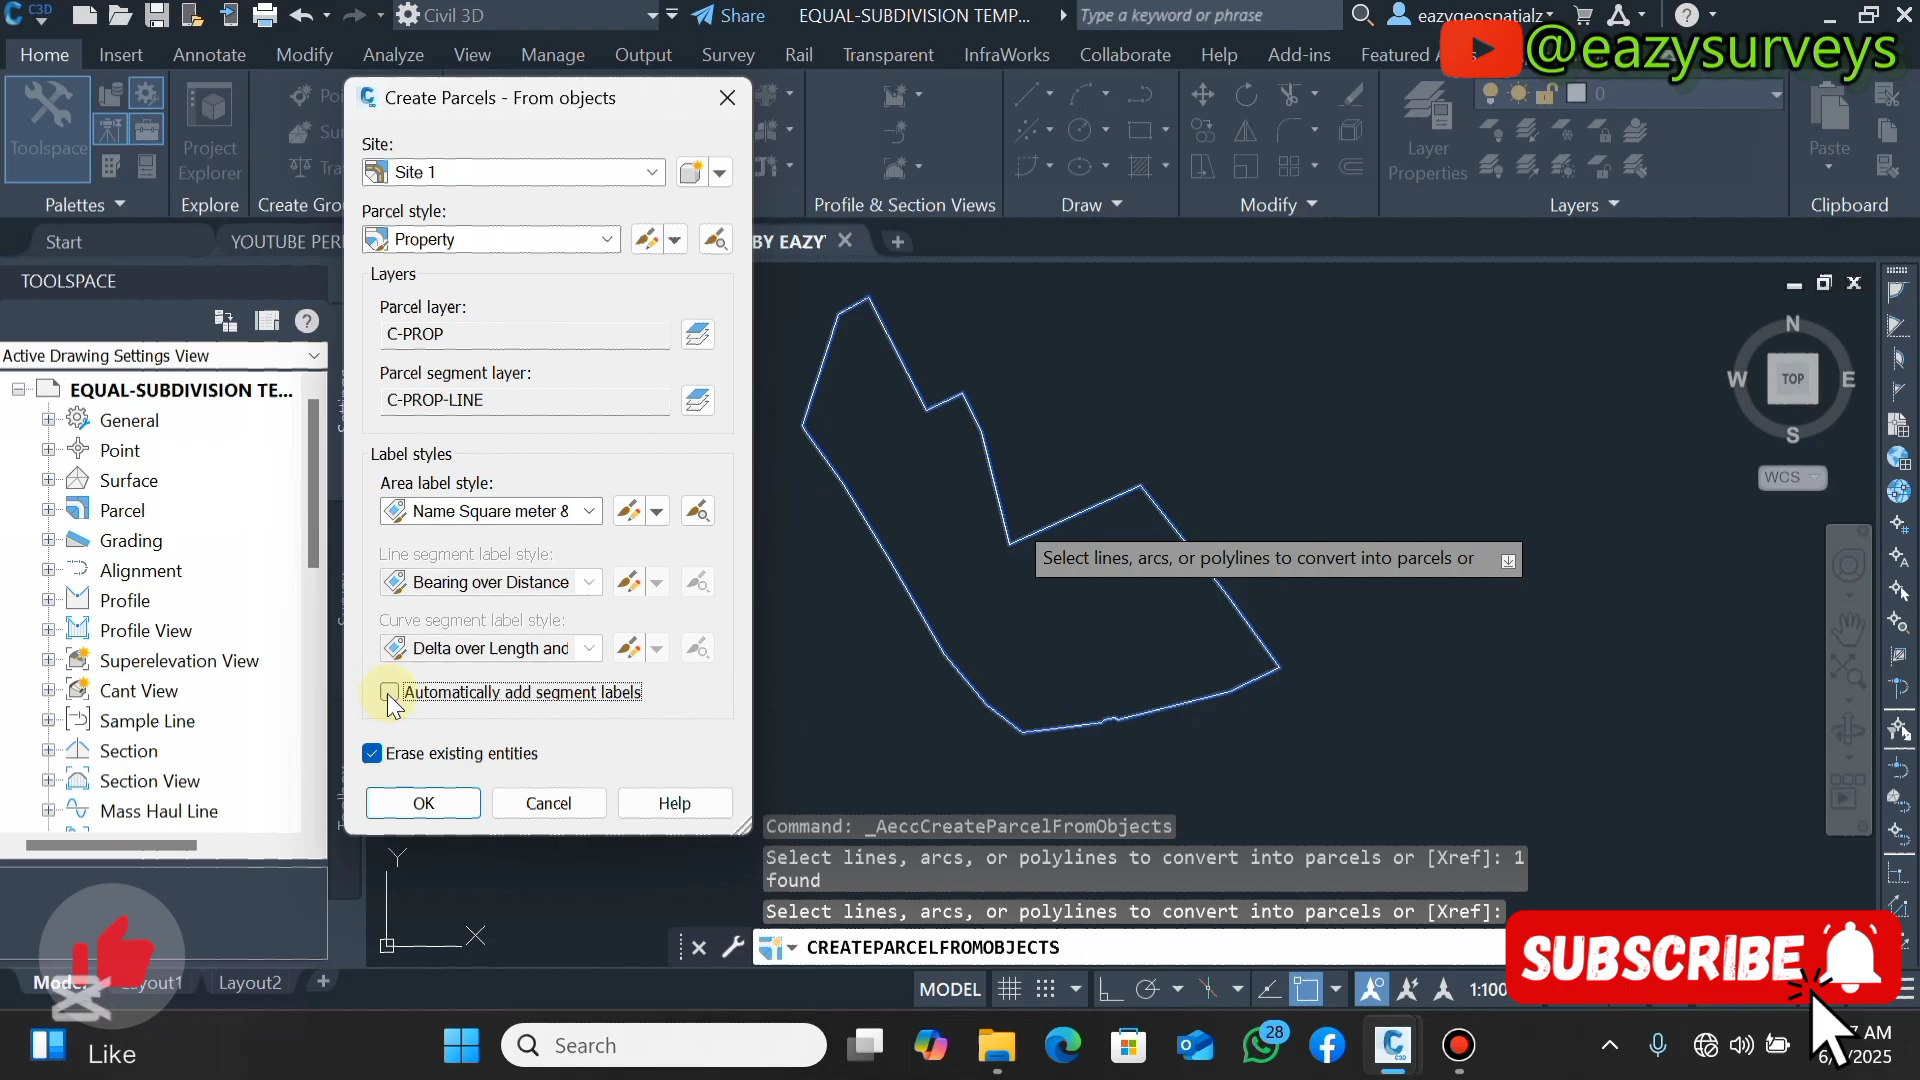 C3D
Civil 3D
Share
EQUAL-SUBDIVISION TEMP...
Type a keyword or phrase
eazygeospatialz
@eazysurveys
Home
Insert
Annotate
Modify
Analyze
View
Manage
Output
Survey
Rail
Transparent
InfraWorks
Collaborate
Help
Add-ins
Featured
Toolspace
Project
Explorer
Layer
Properties
0
Paste
Palettes
Explore
Profile & Section Views
Draw
Modify
Layers
Clipboard
Start
BY EAZY
TOOLSPACE
Active Drawing Settings View
EQUAL-SUBDIVISION TE...
General
Point
Surface
Parcel
Grading
Alignment
Profile
Profile View
Superelevation View
Cant View
Sample Line
Section
Section View
Mass Haul Line
Create Parcels - From objects
Site:
Site 1
Parcel style:
Property
Layers
Parcel layer:
C-PROP
Parcel segment layer:
C-PROP-LINE
Label styles
Area label style:
Name Square meter &
Line segment label style:
Bearing over Distance
Curve segment label style:
Delta over Length and
Automatically add segment labels
Erase existing entities
OK
Cancel
Help
Select lines, arcs, or polylines to convert into parcels or
N
W
TOP
E
S
WCS
Y
X
Command: _AeccCreateParcelFromObjects
Select lines, arcs, or polylines to convert into parcels or [Xref]: 1
found
Select lines, arcs, or polylines to convert into parcels or [Xref]:
CREATEPARCELFROMOBJECTS
SUBSCRIBE
Layout2
MODEL
Like
Search
28
AM